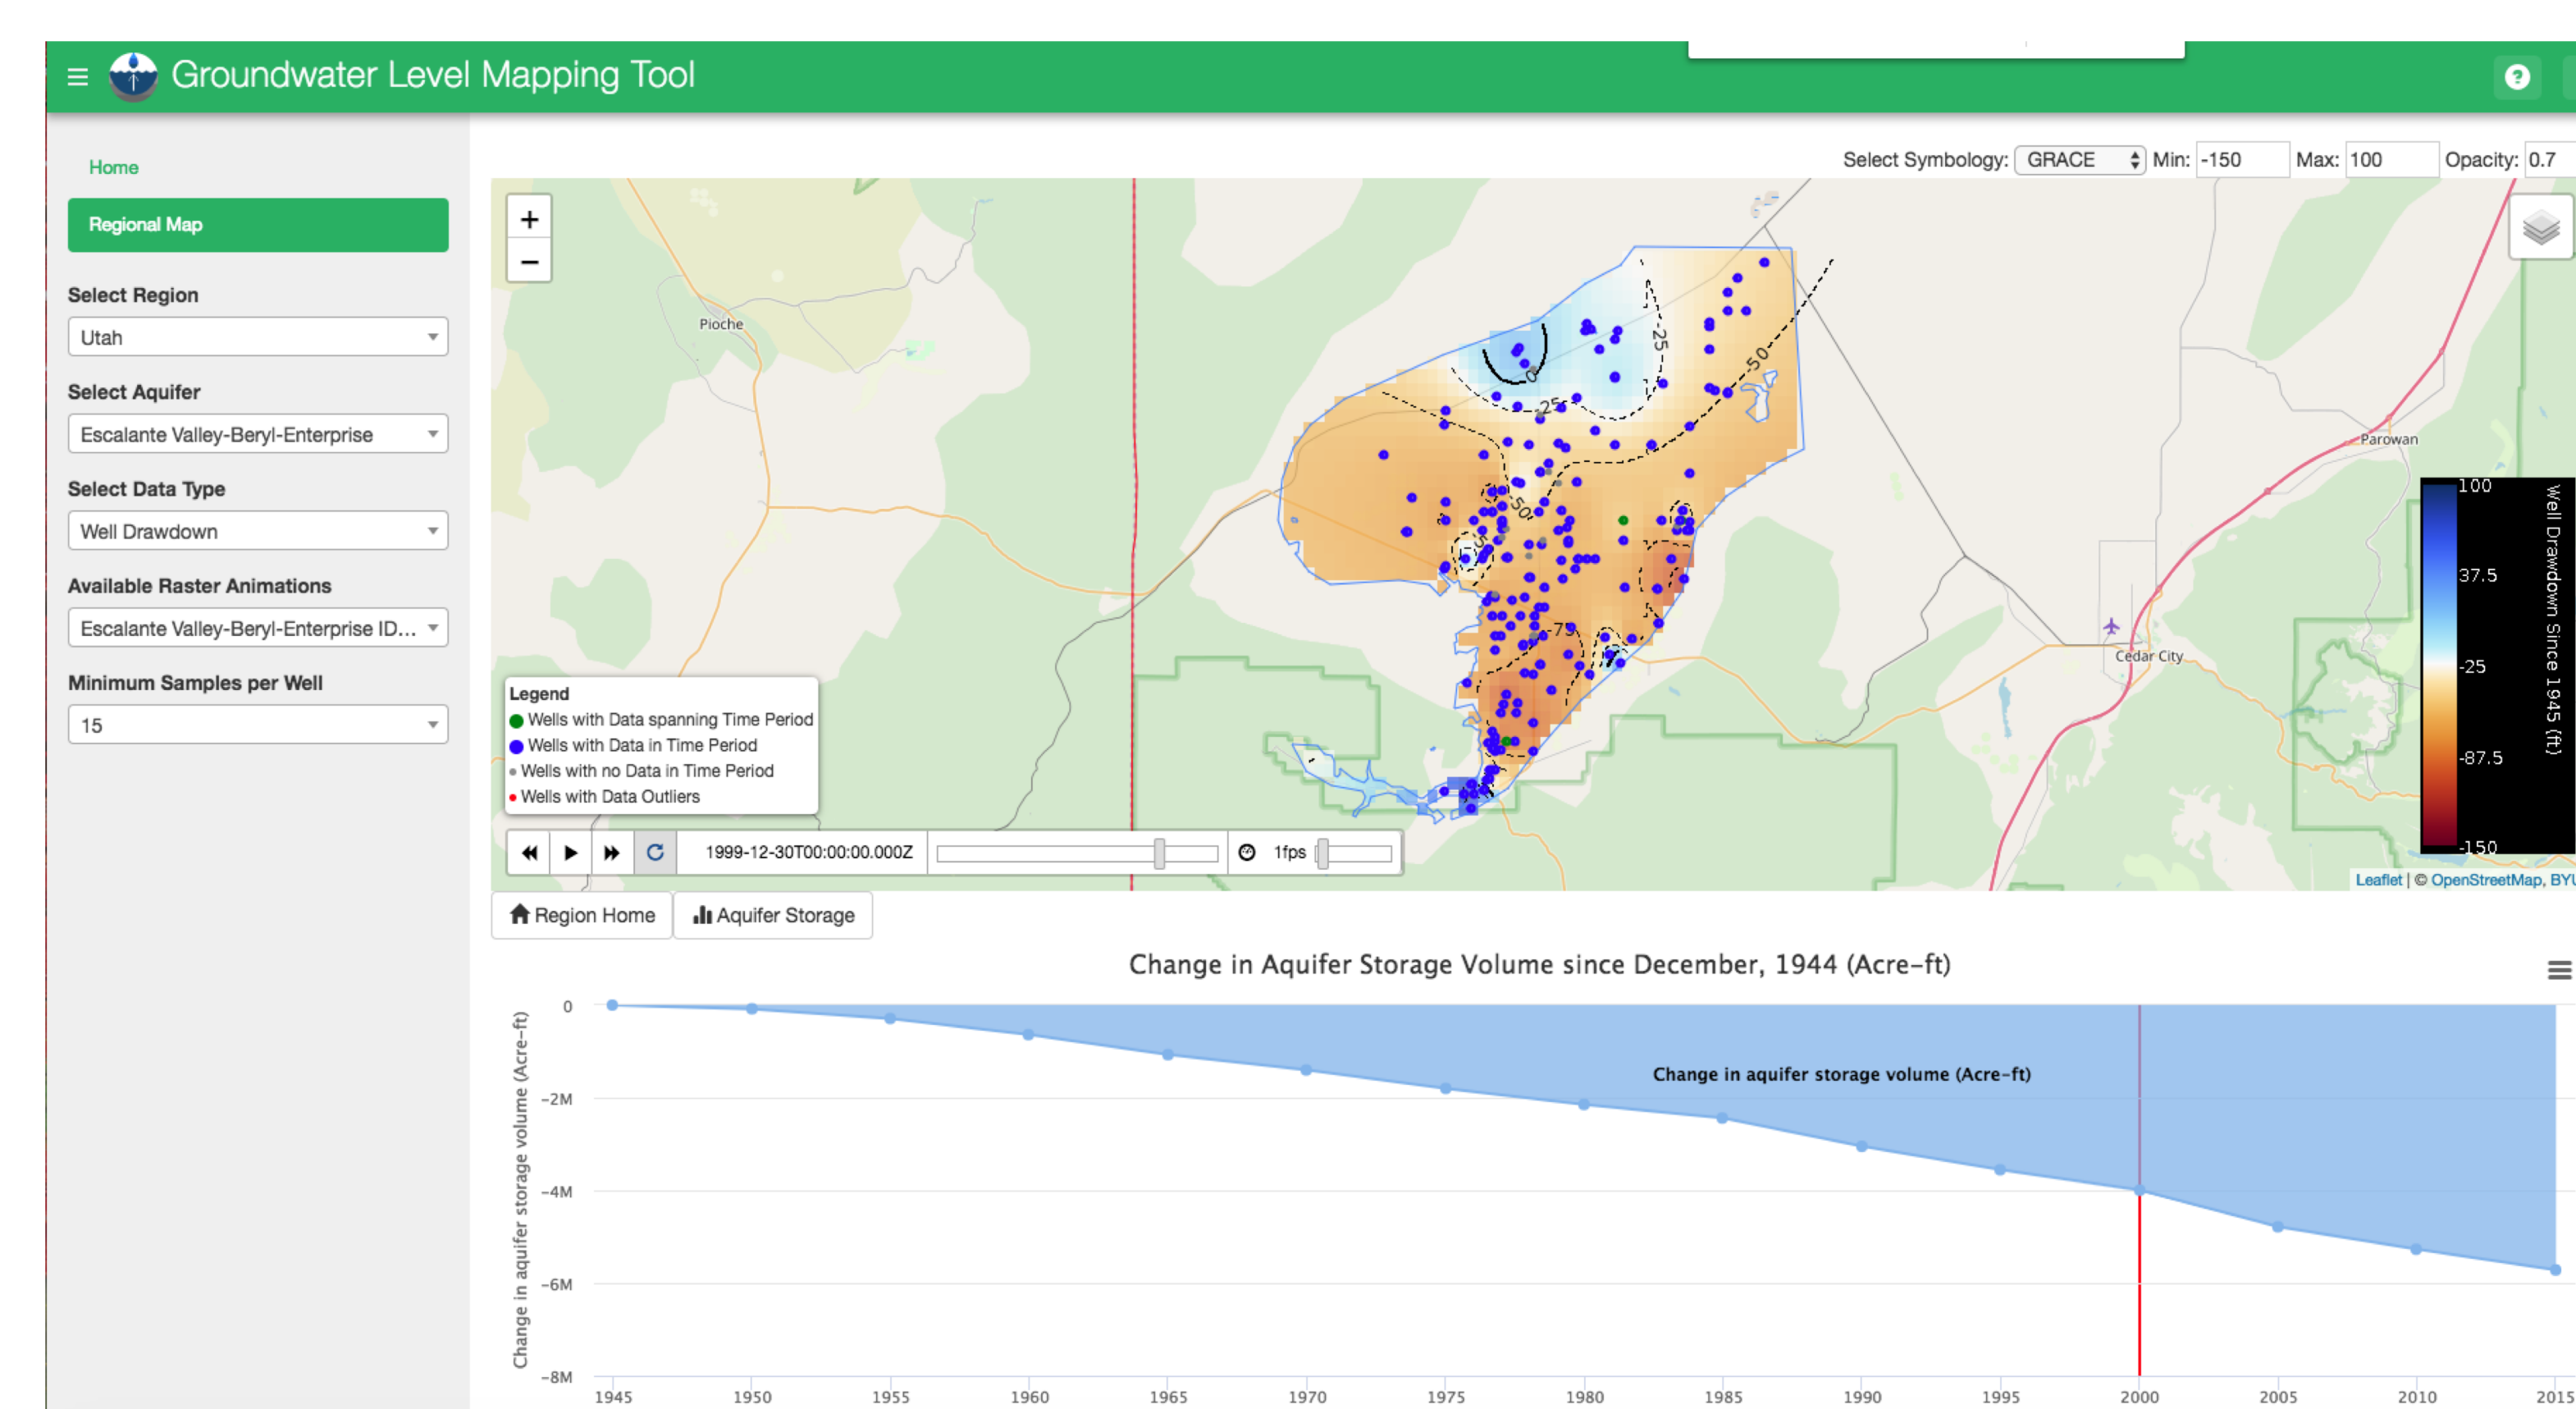 Groundwater Level Mapping Tool
?
Home
Regional Map
Select Region
Utah
Select Aquifer
Escalante Valley-Beryl-Enterprise
Select Data Type
Well Drawdown
Available Raster Animations
Escalante Valley-Beryl-Enterprise ID...
Minimum Samples per Well
15
Select Symbology: GRACE Min: -150 Max: 100 Opacity: 0.7
+
−
Pioche
Parowan
Cedar City
-25
-50
0
-25
-50
-75
100
37.5
-25
-87.5
-150
Well Drawdown Since 1945 (ft)
Legend
Wells with Data spanning Time Period
Wells with Data in Time Period
Wells with no Data in Time Period
Wells with Data Outliers
1999-12-30T00:00:00.000Z 1fps
Leaflet | © OpenStreetMap, BYU
Region Home Aquifer Storage
Change in Aquifer Storage Volume since December, 1944 (Acre-ft)
Change in aquifer storage volume (Acre-ft)
0
-2M
-4M
-6M
-8M
Change in aquifer storage volume (Acre-ft)
1945 1950 1955 1960 1965 1970 1975 1980 1985 1990 1995 2000 2005 2010 2015